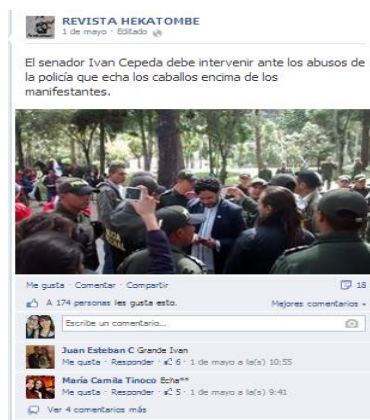 REVISTA HEKATOMBE
1 de mayo · Editado
El senador Ivan Cepeda debe intervenir ante los abusos de
la policía que echa los caballos encima de los
manifestantes.
Me gusta · Comentar · Compartir 18
A 174 personas les gusta esto. Mejores comentarios
Escribe un comentario...
Juan Esteban C Grande Ivan
Me gusta · Responder · 6 · 1 de mayo a la(s) 10:55
María Camila Tinoco Echa**
Me gusta · Responder · 5 · 1 de mayo a la(s) 9:41
Ver 4 comentarios más